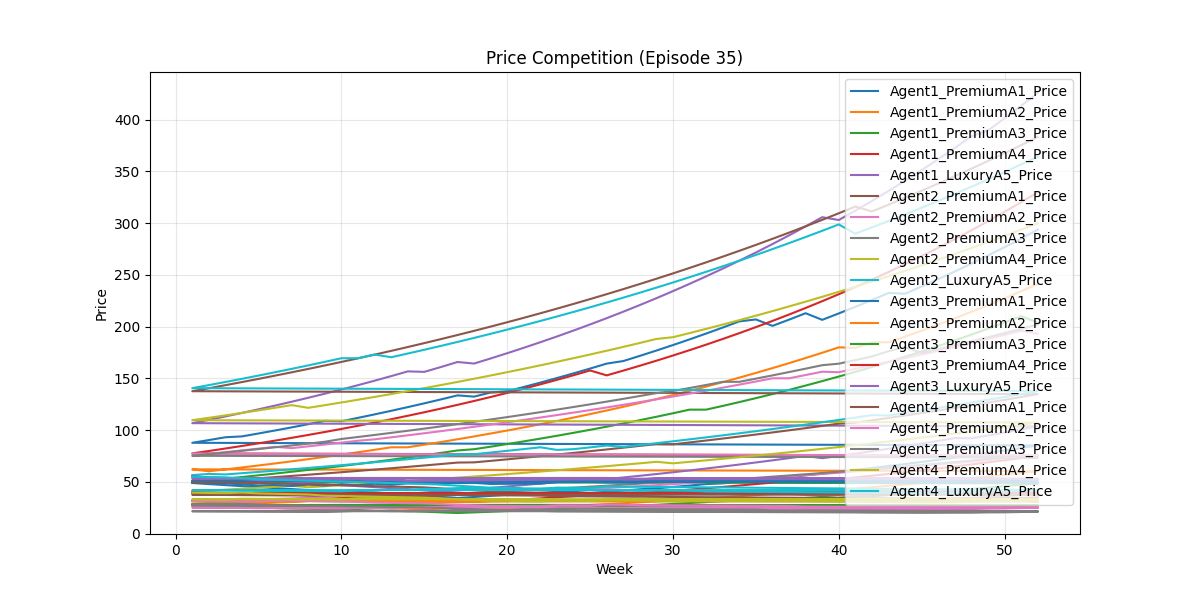 Price Competition (Episode 35)
Price
400
350
300
250
200
150
100
50
0
0
10
20
30
40
50
Week
Agent1_PremiumA1_Price
Agent1_PremiumA2_Price
Agent1_PremiumA3_Price
Agent1_PremiumA4_Price
Agent1_LuxuryA5_Price
Agent2_PremiumA1_Price
Agent2_PremiumA2_Price
Agent2_PremiumA3_Price
Agent2_PremiumA4_Price
Agent2_LuxuryA5_Price
Agent3_PremiumA1_Price
Agent3_PremiumA2_Price
Agent3_PremiumA3_Price
Agent3_PremiumA4_Price
Agent3_LuxuryA5_Price
Agent4_PremiumA1_Price
Agent4_PremiumA2_Price
Agent4_PremiumA3_Price
Agent4_PremiumA4_Price
Agent4_LuxuryA5_Price